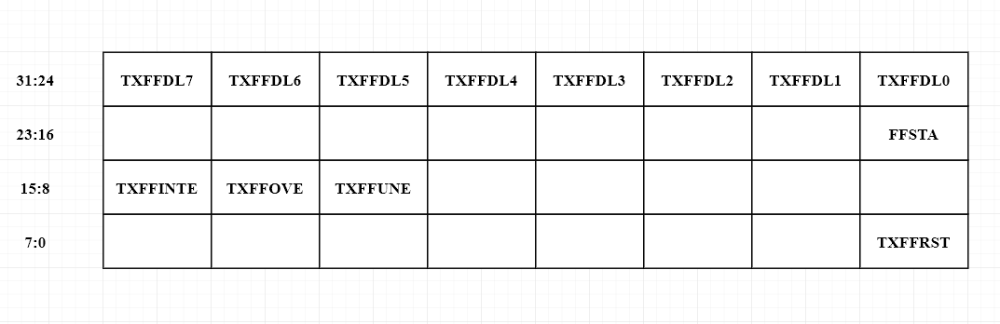 31:24 TXFFDL7 TXFFDL6 TXFFDL5 TXFFDL4 TXFFDL3 TXFFDL2 TXFFDL1 TXFFDL0
23:16 FFSTA
15:8 TXFFINTE TXFFOVE TXFFUNE
7:0 TXFFRST